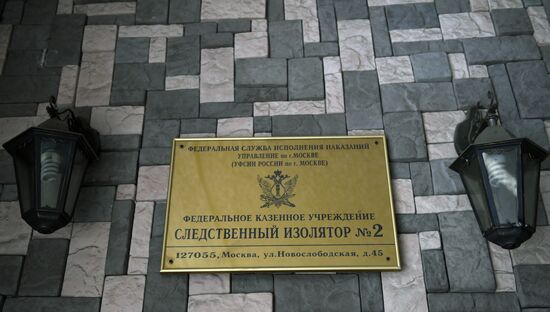 ФЕДЕРАЛЬНАЯ СЛУЖБА ИСПОЛНЕНИЯ НАКАЗАНИЙ
УПРАВЛЕНИЕ по г.МОСКВЕ
(УФСИН РОССИИ по г. МОСКВЕ)
ФЕДЕРАЛЬНОЕ КАЗЕННОЕ УЧРЕЖДЕНИЕ
СЛЕДСТВЕННЫЙ ИЗОЛЯТОР №2
127055, Москва, ул.Новослободская, д.45